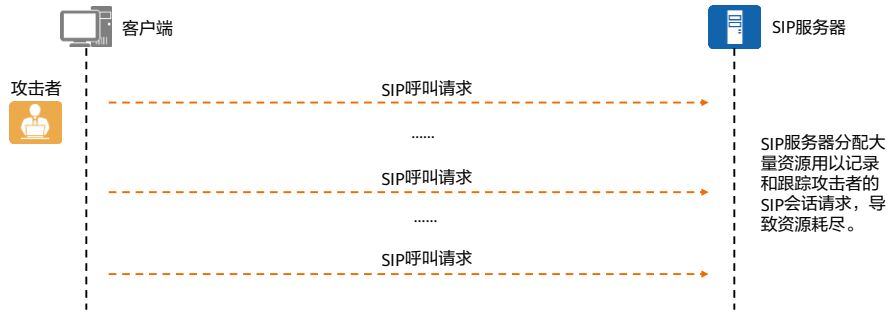 客户端
SIP服务器
攻击者
SIP呼叫请求
......
SIP呼叫请求
......
SIP呼叫请求
SIP服务器分配大
量资源用以记录
和跟踪攻击者的
SIP会话请求，导
致资源耗尽。